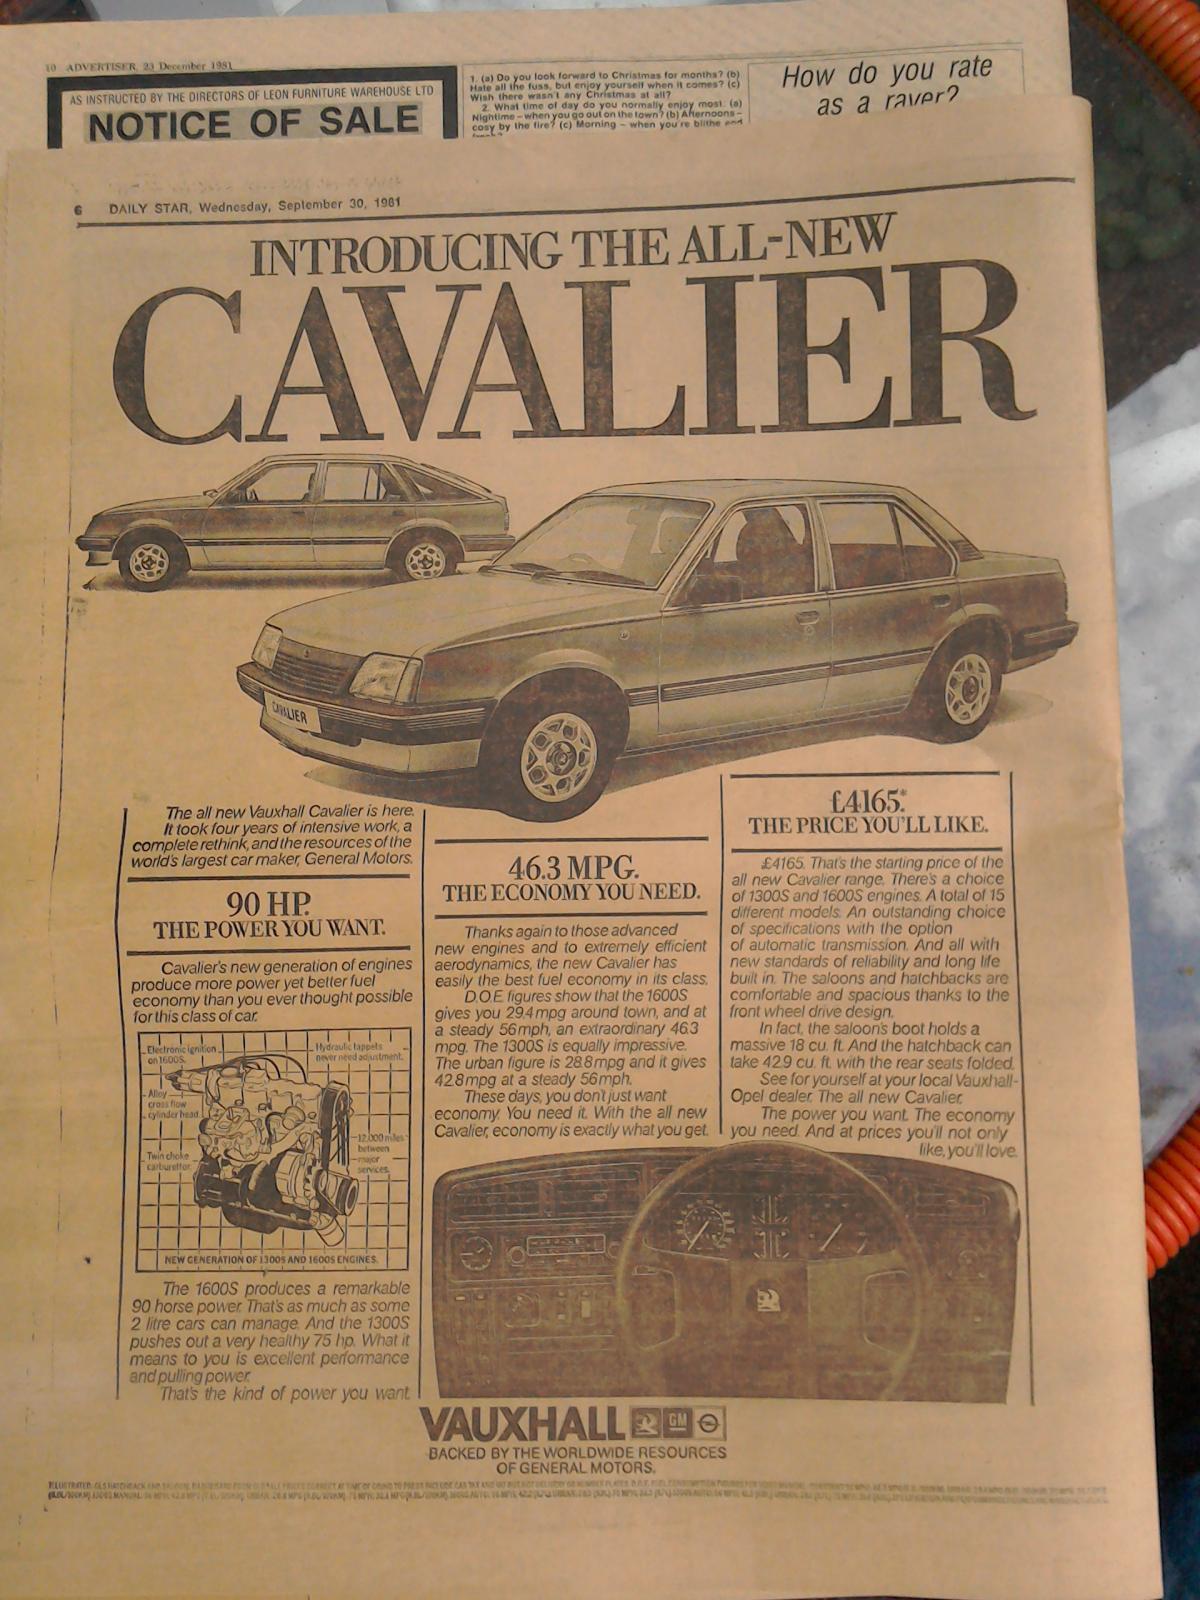 10 ADVERTISER, 23 December 1981
AS INSTRUCTED BY THE DIRECTORS OF LEON FURNITURE WAREHOUSE LTD
NOTICE OF SALE
1. (a) Do you look forward to Christmas for months? (b)
Hate all the fuss, but enjoy yourself when it comes? (c)
Wish there wasn't any Christmas at all?
2. What time of day do you normally enjoy most: (a)
Nightime – when you go out on the town? (b) Afternoons –
cosy by the fire? (c) Morning – when you're blithe and
How do you rate
as a raver?
6 DAILY STAR, Wednesday, September 30, 1981
INTRODUCING THE ALL-NEW
CAVALIER
CAVALIER
The all new Vauxhall Cavalier is here.
It took four years of intensive work, a
complete rethink, and the resources of the
world's largest car maker, General Motors.
90 HP.
THE POWER YOU WANT.
Cavalier's new generation of engines
produce more power yet better fuel
economy than you ever thought possible
for this class of car.
Electronic ignition
on 1600S.
Hydraulic tappets
never need adjustment.
Alloy
cross flow
cylinder head.
Twin choke
carburettor.
12,000 miles
between
major
services.
NEW GENERATION OF 1300S AND 1600S ENGINES.
The 1600S produces a remarkable
90 horse power. That's as much as some
2 litre cars can manage. And the 1300S
pushes out a very healthy 75 hp. What it
means to you is excellent performance
and pulling power.
That's the kind of power you want.
46.3 MPG.
THE ECONOMY YOU NEED.
Thanks again to those advanced
new engines and to extremely efficient
aerodynamics, the new Cavalier has
easily the best fuel economy in its class.
D.O.E. figures show that the 1600S
gives you 29.4 mpg around town, and at
a steady 56 mph, an extraordinary 46.3
mpg. The 1300S is equally impressive.
The urban figure is 28.8 mpg and it gives
42.8 mpg at a steady 56 mph.
These days, you don't just want
economy. You need it. With the all new
Cavalier, economy is exactly what you get.
£4165.*
THE PRICE YOU'LL LIKE.
£4165. That's the starting price of the
all new Cavalier range. There's a choice
of 1300S and 1600S engines. A total of 15
different models. An outstanding choice
of specifications with the option
of automatic transmission. And all with
new standards of reliability and long life
built in. The saloons and hatchbacks are
comfortable and spacious thanks to the
front wheel drive design.
In fact, the saloon's boot holds a
massive 18 cu. ft. And the hatchback can
take 42.9 cu. ft. with the rear seats folded.
See for yourself at your local Vauxhall-
Opel dealer. The all new Cavalier.
The power you want. The economy
you need. And at prices you'll not only
like, you'll love.
VAUXHALL GM
BACKED BY THE WORLDWIDE RESOURCES
OF GENERAL MOTORS.